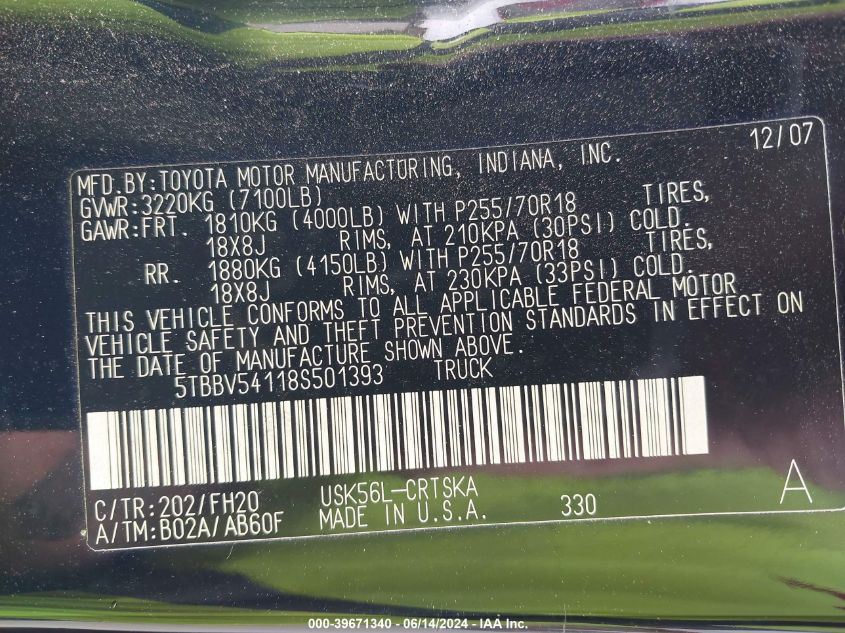 12/07
MFD.BY:TOYOTA MOTOR MANUFACTURING, INDIANA, INC.
GVWR:3220KG (7100LB)
GAWR:FRT. 1810KG (4000LB) WITH P255/70R18 TIRES,
18X8J RIMS, AT 210KPA (30PSI) COLD.
RR. 1880KG (4150LB) WITH P255/70R18 TIRES,
18X8J RIMS, AT 230KPA (33PSI) COLD.
THIS VEHICLE CONFORMS TO ALL APPLICABLE FEDERAL MOTOR
VEHICLE SAFETY AND THEFT PREVENTION STANDARDS IN EFFECT ON
THE DATE OF MANUFACTURE SHOWN ABOVE.
5TBBV54118S501393 TRUCK
C/TR:202/FH20 USK56L-CRTSKA A
A/TM:B02A/AB60F MADE IN U.S.A. 330
000-39671340 - 06/14/2024 - IAA Inc.